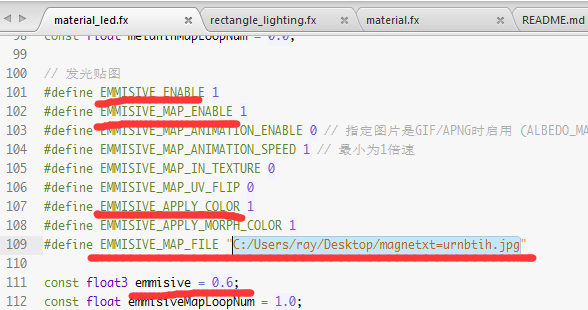 material_led.fx × rectangle_lighting.fx × material.fx × README.md
98 const float melaninMapLoopNum = 0.0;
99
100 // 发光贴图
101 #define EMMISIVE_ENABLE 1
102 #define EMMISIVE_MAP_ENABLE 1
103 #define EMMISIVE_MAP_ANIMATION_ENABLE 0 // 指定图片是GIF/APNG时启用 (ALBEDO_MA
104 #define EMMISIVE_MAP_ANIMATION_SPEED 1 // 最小为1倍速
105 #define EMMISIVE_MAP_IN_TEXTURE 0
106 #define EMMISIVE_MAP_UV_FLIP 0
107 #define EMMISIVE_APPLY_COLOR 1
108 #define EMMISIVE_APPLY_MORPH_COLOR 1
109 #define EMMISIVE_MAP_FILE "C:/Users/ray/Desktop/magnetxt=urnbtih.jpg"
110
111 const float3 emmisive = 0.6;
112 const float emmisiveMapLoopNum = 1.0;